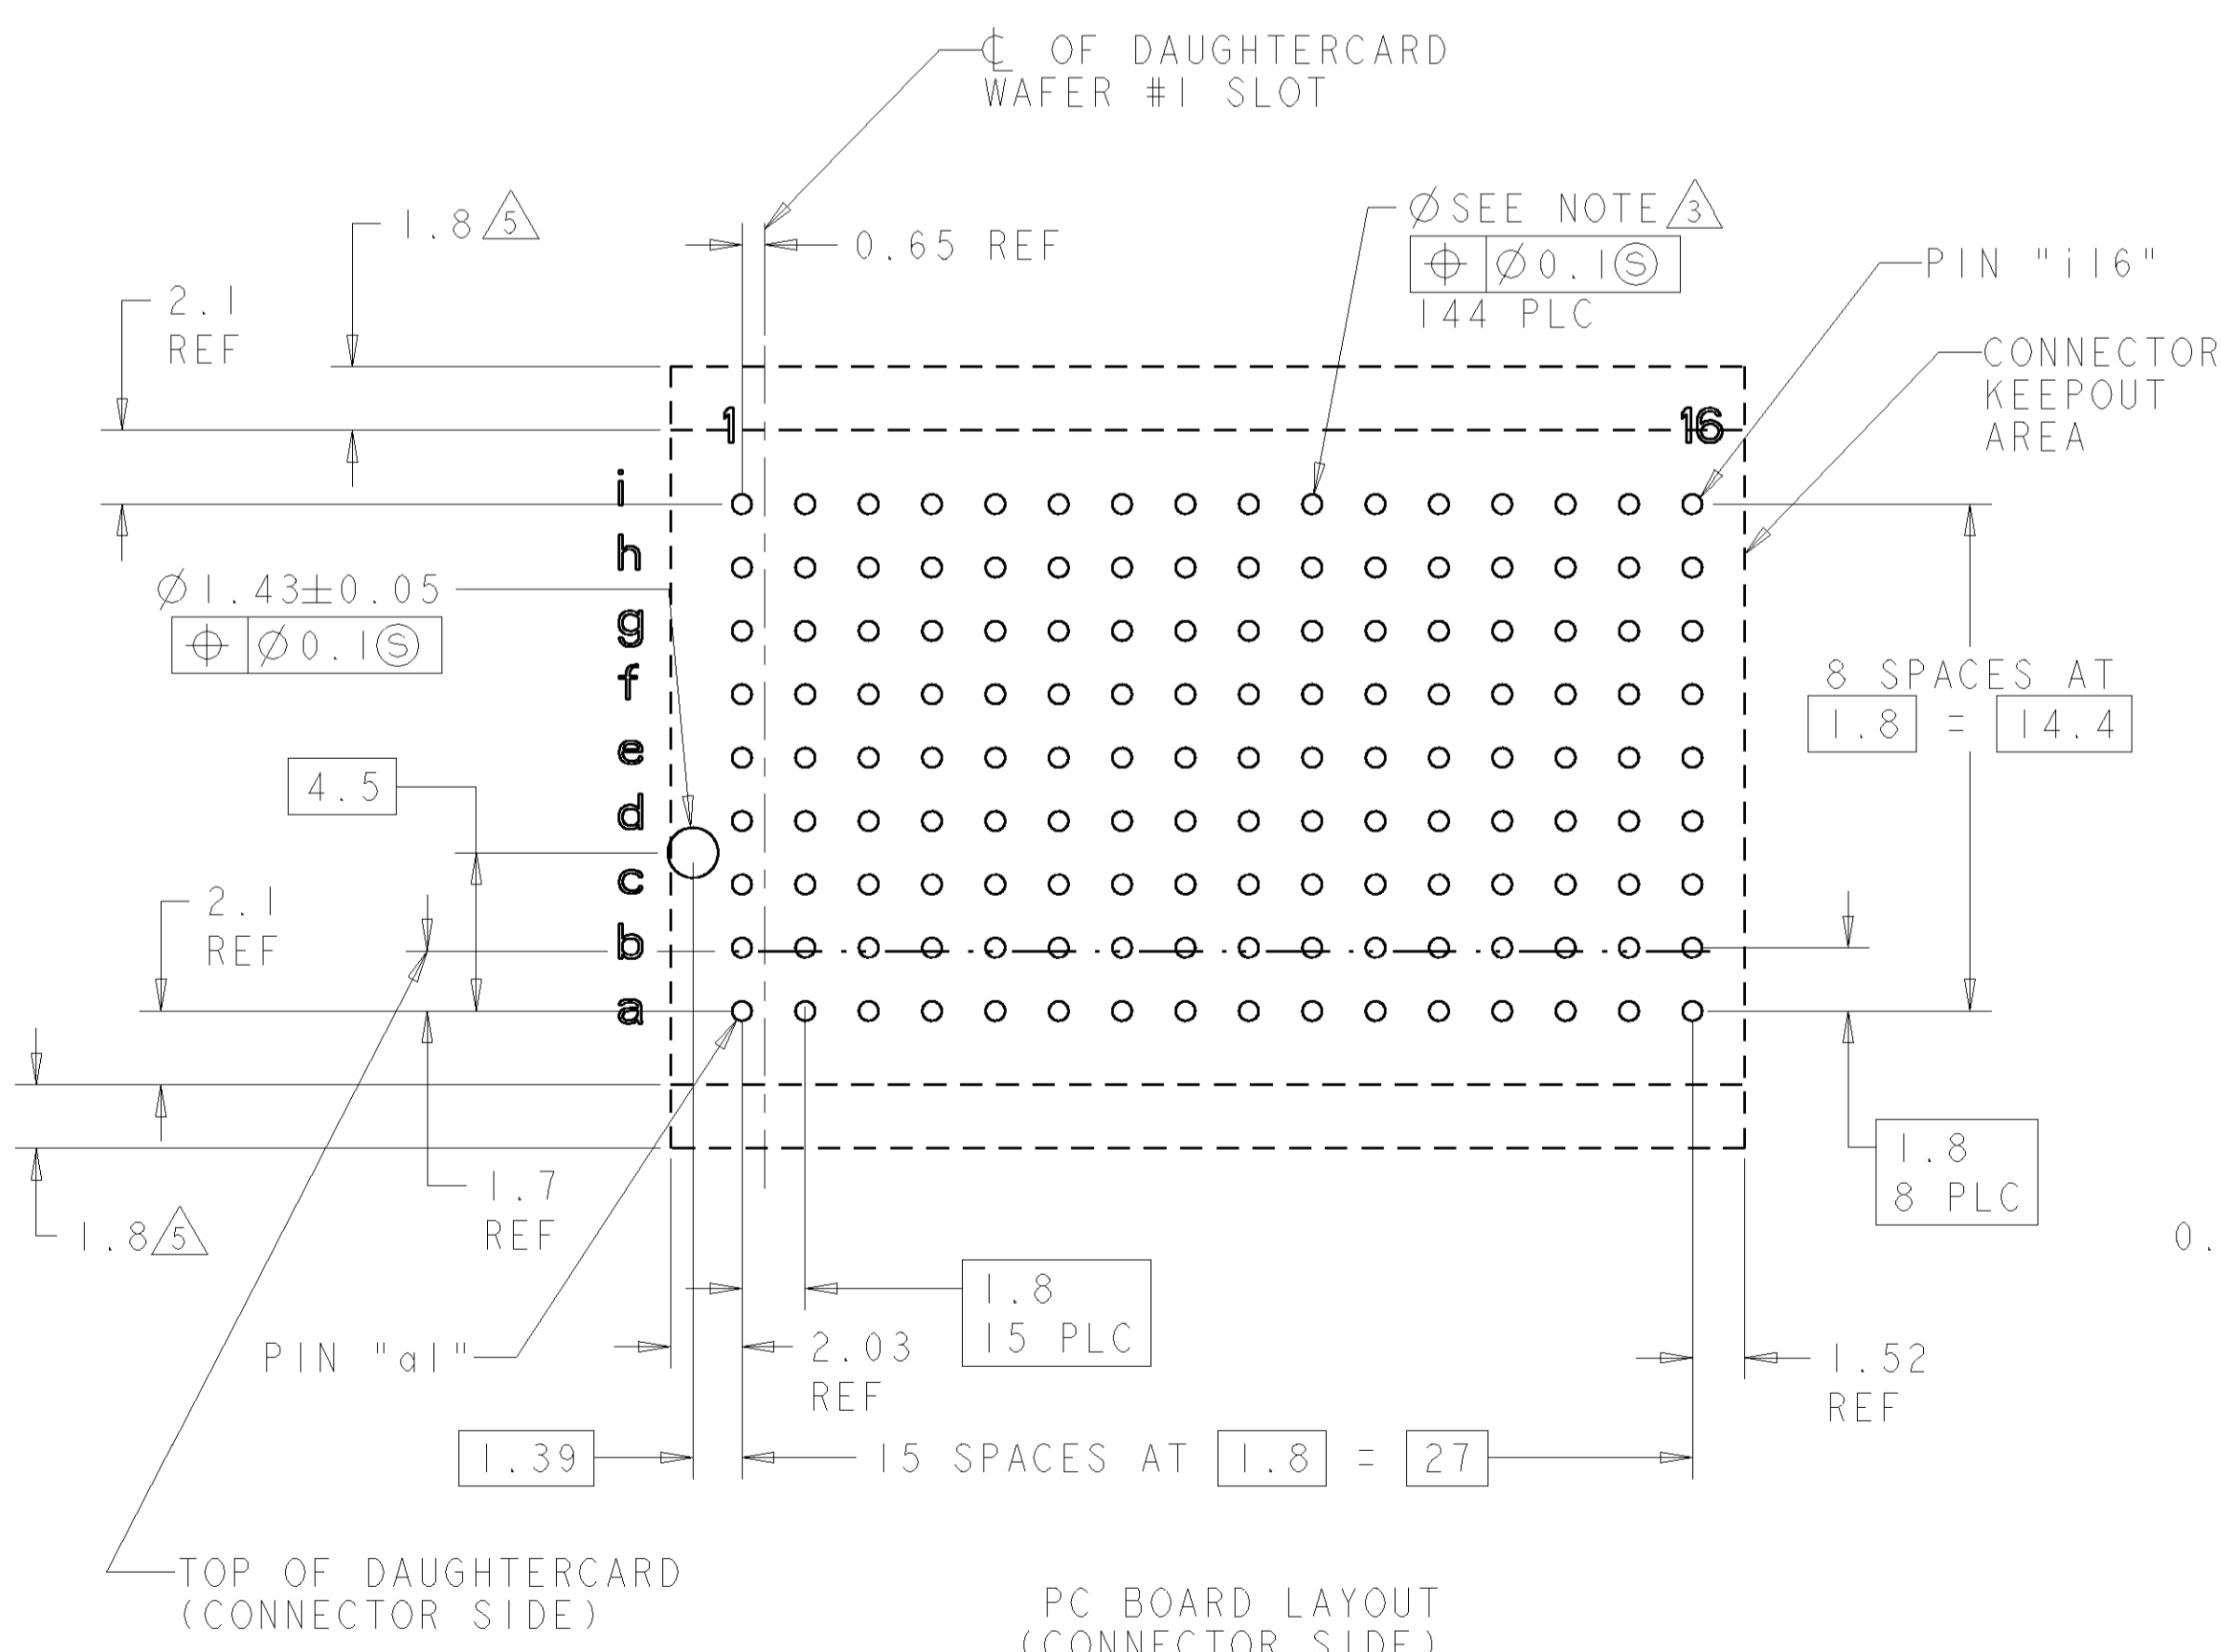 ℄ OF DAUGHTERCARD
WAFER #1 SLOT
1.8 5
0.65 REF
⌀SEE NOTE 3
⌖ ⌀0.1Ⓢ
144 PLC
PIN "i16"
2.1
REF
CONNECTOR
KEEPOUT
AREA
1
16
i
h
⌀1.43±0.05
⌖ ⌀0.1Ⓢ
g
f
8 SPACES AT
1.8 = 14.4
e
4.5
d
c
2.1
REF
b
a
1.7
REF
1.8 5
1.8
8 PLC
0.
1.8
15 PLC
PIN "a1"
2.03
REF
1.52
REF
1.39
15 SPACES AT 1.8 = 27
TOP OF DAUGHTERCARD
(CONNECTOR SIDE)
PC BOARD LAYOUT
(CONNECTOR SIDE)